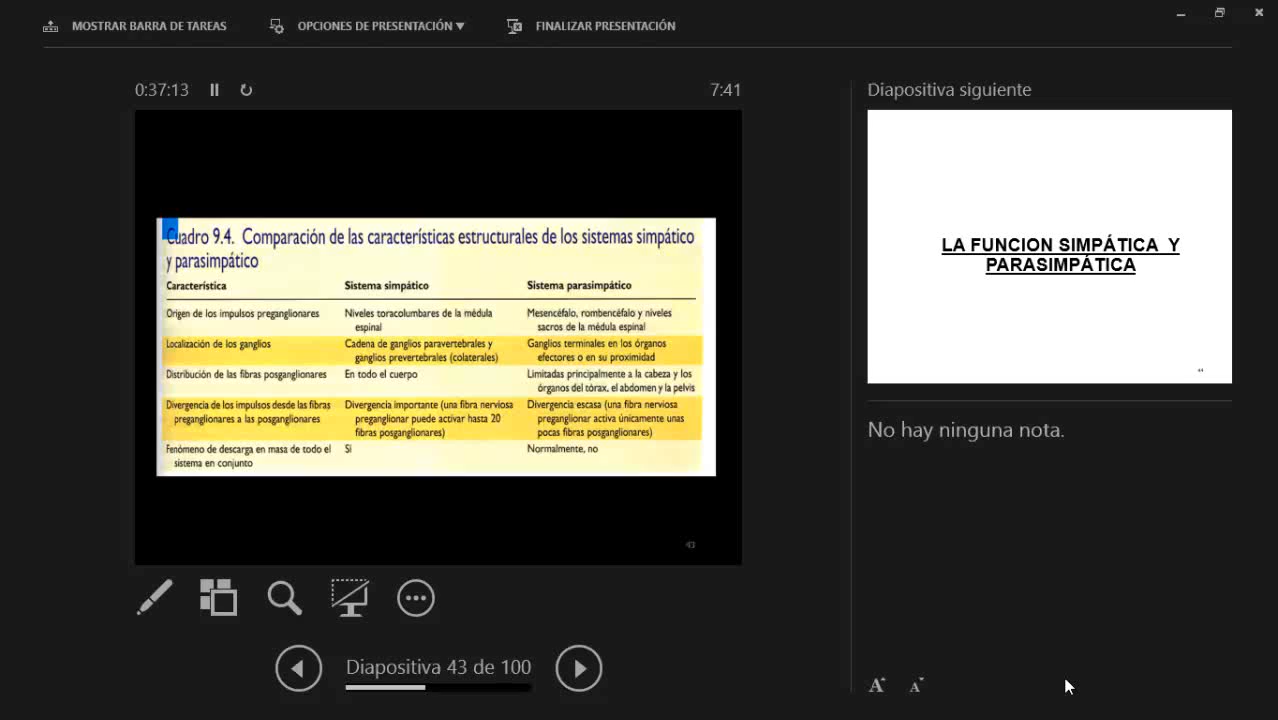 MOSTRAR BARRA DE TAREAS
OPCIONES DE PRESENTACIÓN ▼
FINALIZAR PRESENTACIÓN
0:37:13
7:41
Cuadro 9.4. Comparación de las características estructurales de los sistemas simpático
y parasimpático
Característica
Sistema simpático
Sistema parasimpático
Origen de los impulsos preganglionares
Niveles toracolumbares de la médula
espinal
Mesencéfalo, rombencéfalo y niveles
sacros de la médula espinal
Localización de los ganglios
Cadena de ganglios paravertebrales y
ganglios prevertebrales (colaterales)
Ganglios terminales en los órganos
efectores o en su proximidad
Distribución de las fibras posganglionares
En todo el cuerpo
Limitadas principalmente a la cabeza y los
órganos del tórax, el abdomen y la pelvis
Divergencia de los impulsos desde las fibras
preganglionares a las posganglionares
Divergencia importante (una fibra nerviosa
preganglionar puede activar hasta 20
fibras posganglionares)
Divergencia escasa (una fibra nerviosa
preganglionar activa únicamente unas
pocas fibras posganglionares)
Fenómeno de descarga en masa de todo el
sistema en conjunto
Sí
Normalmente, no
43
Diapositiva 43 de 100
Diapositiva siguiente
LA FUNCION SIMPÁTICA Y
PARASIMPÁTICA
44
No hay ninguna nota.
A A